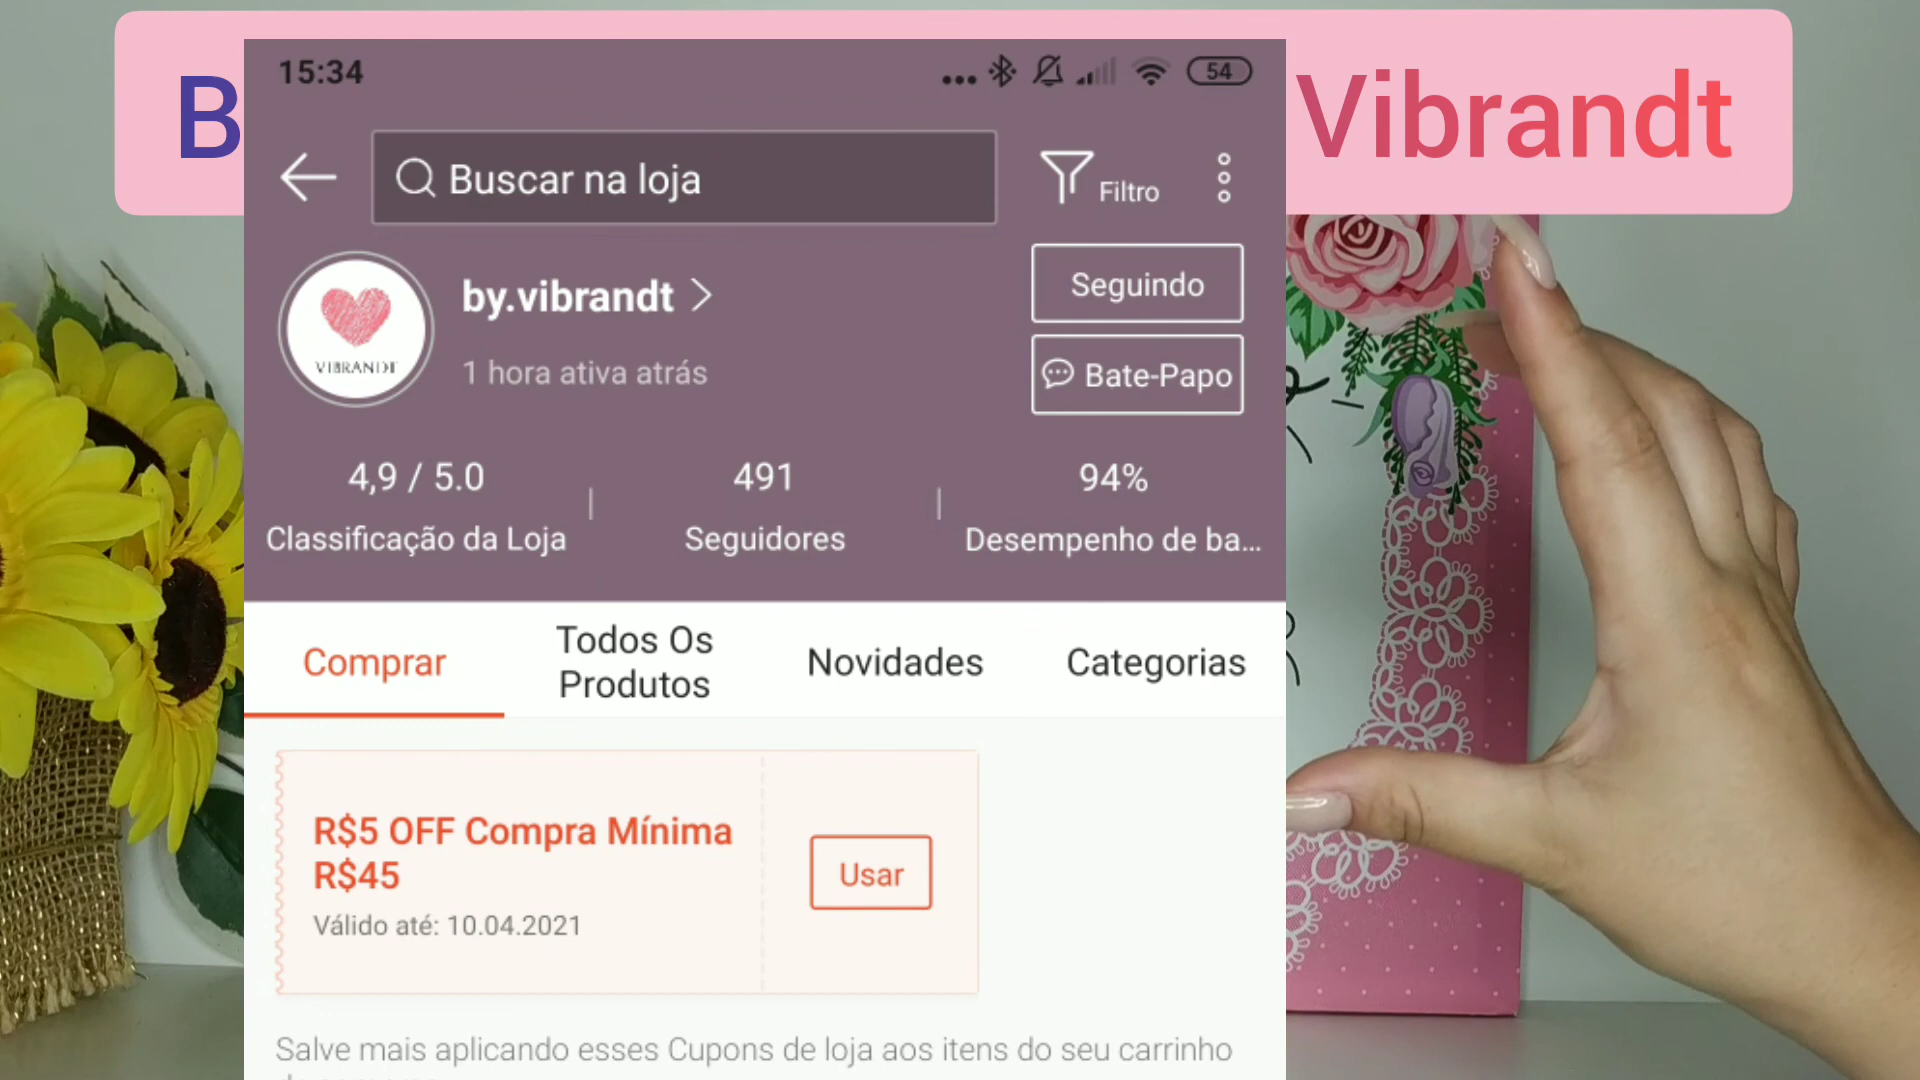 B
Vibrandt
15:34
54
Buscar na loja
Filtro
by.vibrandt
Seguindo
VIBRANDT
1 hora ativa atrás
Bate-Papo
4,9 / 5.0
491
94%
Classificação da Loja
Seguidores
Desempenho de ba...
Comprar
Todos Os
Produtos
Novidades
Categorias
R$5 OFF Compra Mínima
R$45
Usar
Válido até: 10.04.2021
Salve mais aplicando esses Cupons de loja aos itens do seu carrinho